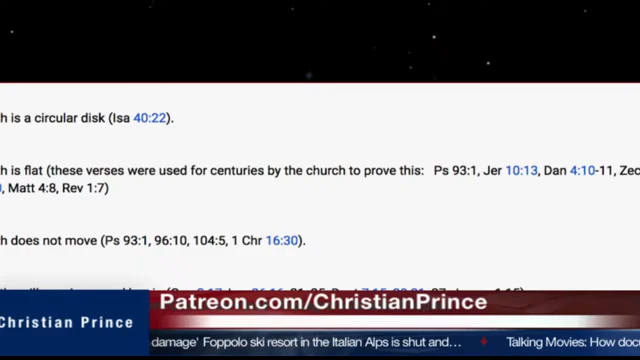 h is a circular disk (Isa 40:22).
h is flat (these verses were used for centuries by the church to prove this: Ps 93:1, Jer 10:13, Dan 4:10-11, Zec
, Matt 4:8, Rev 1:7)
h does not move (Ps 93:1, 96:10, 104:5, 1 Chr 16:30).
Patreon.com/ChristianPrince
Christian Prince
damage' Foppolo ski resort in the Italian Alps is shut and… Talking Movies: How doc